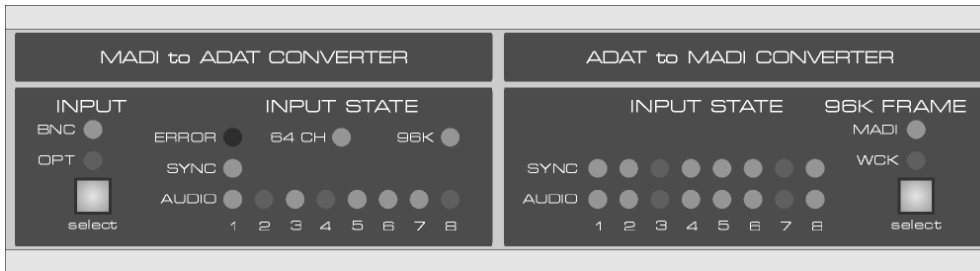 MADI to ADAT CONVERTER
INPUT
BNC
OPT
select
INPUT STATE
ERROR
64 CH
96K
SYNC
AUDIO
1 2 3 4 5 6 7 8
ADAT to MADI CONVERTER
INPUT STATE
SYNC
AUDIO
1 2 3 4 5 6 7 8
96K FRAME
MADI
WCK
select